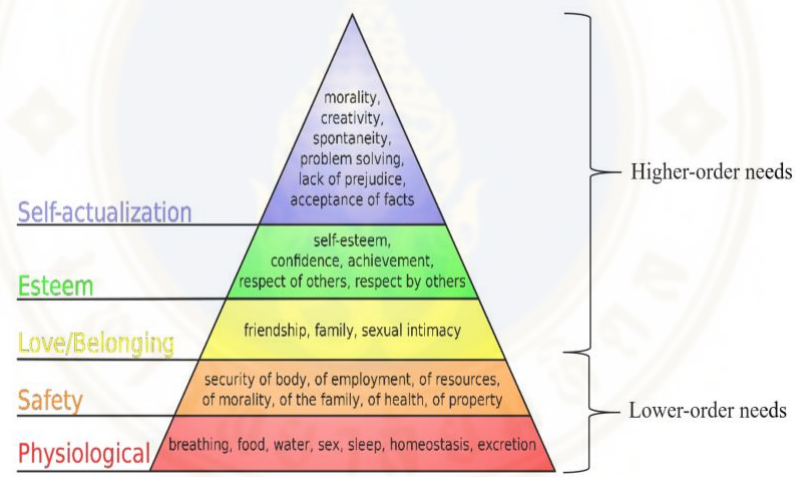 morality,
creativity,
spontaneity,
problem solving,
lack of prejudice,
acceptance of facts
Self-actualization
Higher-order needs
self-esteem,
confidence, achievement,
respect of others, respect by others
Esteem
friendship, family, sexual intimacy
Love/Belonging
security of body, of employment, of resources,
of morality, of the family, of health, of property
Safety
Lower-order needs
breathing, food, water, sex, sleep, homeostasis, excretion
Physiological